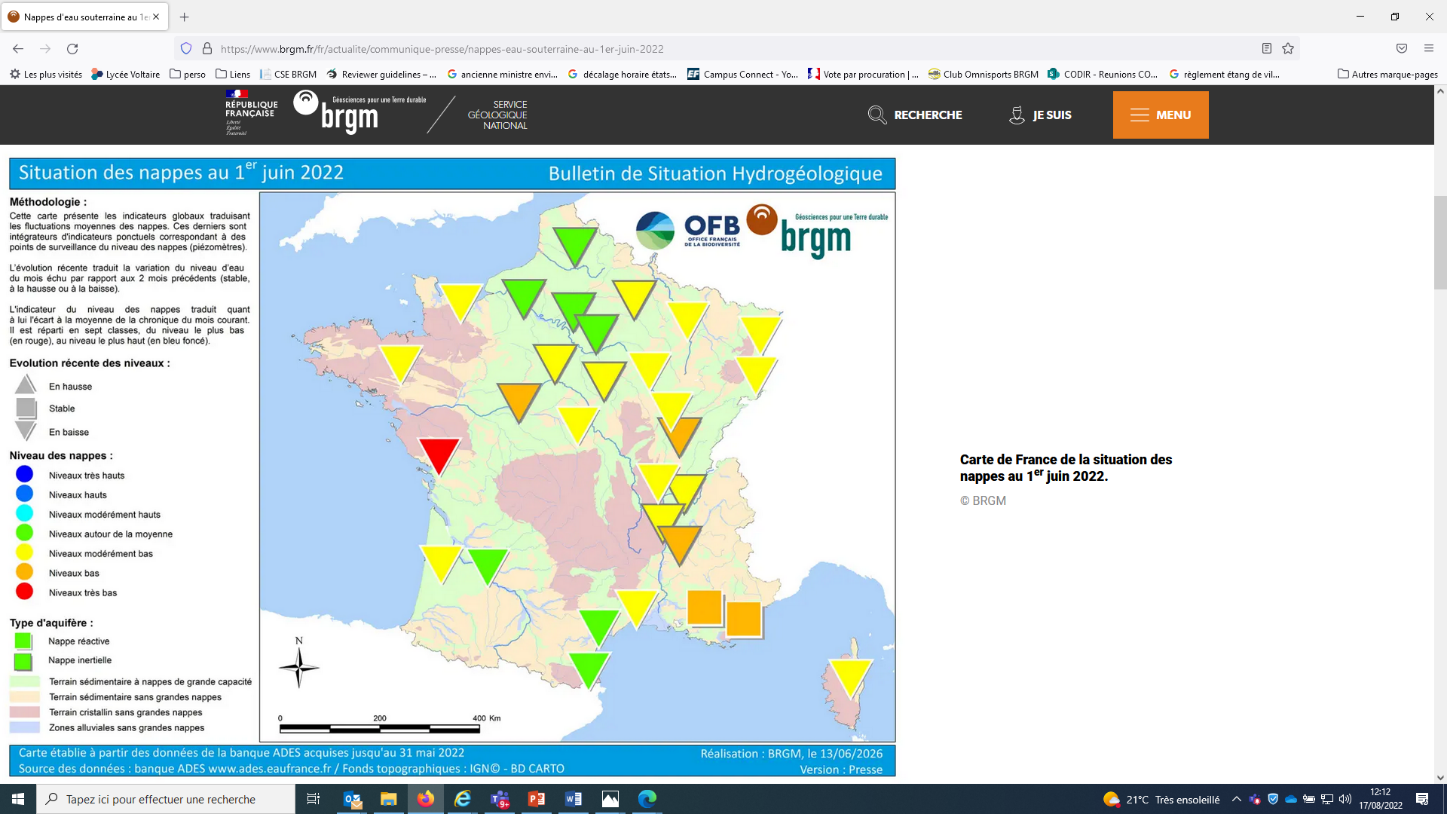 Nappes d'eau souterraine au 1er
https://www.brgm.fr/fr/actualite/communique-presse/nappes-eau-souterraine-au-1er-juin-2022
Les plus visités Lycée Voltaire perso Liens CSE BRGM Reviewer guidelines – ... ancienne ministre envi... décalage horaire états... Campus Connect - Yo... Vote par procuration | ... Club Omnisports BRGM CODIR - Reunions CO... règlement étang de vil... Autres marque-pages
RÉPUBLIQUE
FRANÇAISE
Liberté
Égalité
Fraternité
Géosciences pour une Terre durable
brgm
SERVICE
GÉOLOGIQUE
NATIONAL
RECHERCHE JE SUIS MENU
Situation des nappes au 1er juin 2022 Bulletin de Situation Hydrogéologique
Méthodologie :
Cette carte présente les indicateurs globaux traduisant
les fluctuations moyennes des nappes. Ces derniers sont
intégrateurs d'indicateurs ponctuels correspondant à des
points de surveillance du niveau des nappes (piézomètres).
L'évolution récente traduit la variation du niveau d'eau
du mois échu par rapport aux 2 mois précédents (stable,
à la hausse ou à la baisse).
L'indicateur du niveau des nappes traduit quant
à lui l'écart à la moyenne de la chronique du mois courant.
Il est réparti en sept classes, du niveau le plus bas
(en rouge), au niveau le plus haut (en bleu foncé).
Evolution récente des niveaux :
En hausse
Stable
En baisse
Niveau des nappes :
Niveaux très hauts
Niveaux hauts
Niveaux modérément hauts
Niveaux autour de la moyenne
Niveaux modérément bas
Niveaux bas
Niveaux très bas
Type d'aquifère :
Nappe réactive
Nappe inertielle
Terrain sédimentaire à nappes de grande capacité
Terrain sédimentaire sans grandes nappes
Terrain cristallin sans grandes nappes
Zones alluviales sans grandes nappes
OFB
OFFICE FRANÇAIS
DE LA BIODIVERSITÉ
Géosciences pour une Terre durable
brgm
N
0 200 400 Km
Carte établie à partir des données de la banque ADES acquises jusqu'au 31 mai 2022 Réalisation : BRGM, le 13/06/2026
Source des données : banque ADES www.ades.eaufrance.fr / Fonds topographiques : IGN© - BD CARTO Version : Presse
Carte de France de la situation des
nappes au 1er juin 2022.
© BRGM
Tapez ici pour effectuer une recherche
9+
21°C Très ensoleillé
12:12
17/08/2022